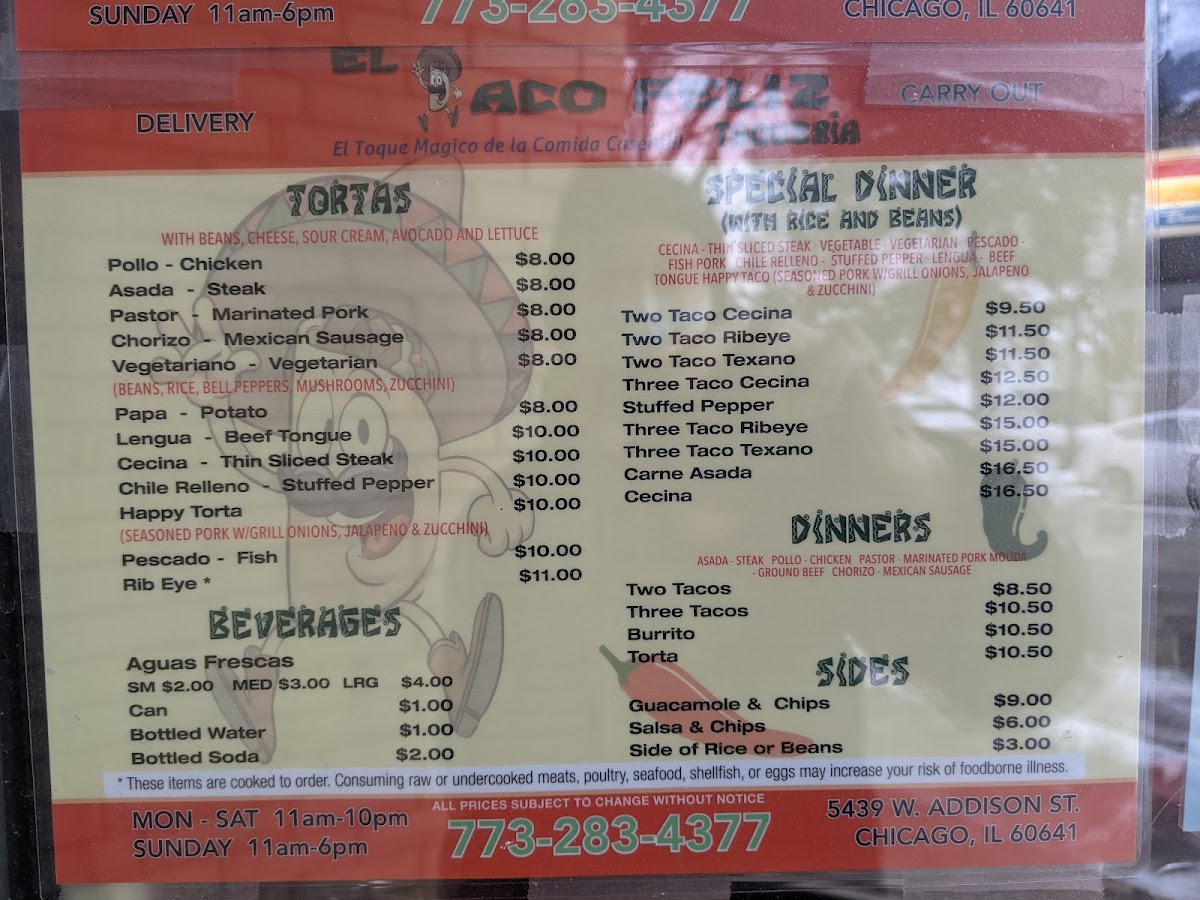 SUNDAY 11am-6pm
773-283-4377
CHICAGO, IL 60641
EL TACO FELIZ
TAQUERIA
DELIVERY
CARRY OUT
El Toque Magico de la Comida
TORTAS
WITH BEANS, CHEESE, SOUR CREAM, AVOCADO AND LETTUCE
Pollo - Chicken $8.00
Asada - Steak $8.00
Pastor - Marinated Pork $8.00
Chorizo - Mexican Sausage $8.00
Vegetariano - Vegetarian $8.00
(BEANS, RICE, BELL PEPPERS, MUSHROOMS, ZUCCHINI)
Papa - Potato $8.00
Lengua - Beef Tongue $10.00
Cecina - Thin Sliced Steak $10.00
Chile Relleno - Stuffed Pepper $10.00
Happy Torta $10.00
(SEASONED PORK W/GRILL ONIONS, JALAPENO & ZUCCHINI)
Pescado - Fish $10.00
Rib Eye * $11.00
BEVERAGES
Aguas Frescas
SM $2.00 MED $3.00 LRG $4.00
Can $1.00
Bottled Water $1.00
Bottled Soda $2.00
SPECIAL DINNER
(WITH RICE AND BEANS)
CECINA - THIN SLICED STEAK VEGETABLE - VEGETARIAN PESCADO -
FISH PORK CHILE RELLENO - STUFFED PEPPER LENGUA - BEEF
TONGUE HAPPY TACO (SEASONED PORK W/GRILL ONIONS, JALAPENO
& ZUCCHINI)
Two Taco Cecina $9.50
Two Taco Ribeye $11.50
Two Taco Texano $11.50
Three Taco Cecina $12.50
Stuffed Pepper $12.00
Three Taco Ribeye $15.00
Three Taco Texano $15.00
Carne Asada $16.50
Cecina $16.50
DINNERS
ASADA - STEAK POLLO - CHICKEN PASTOR - MARINATED PORK MOLIDA
- GROUND BEEF CHORIZO - MEXICAN SAUSAGE
Two Tacos $8.50
Three Tacos $10.50
Burrito $10.50
Torta $10.50
SIDES
Guacamole & Chips $9.00
Salsa & Chips $6.00
Side of Rice or Beans $3.00
* These items are cooked to order. Consuming raw or undercooked meats, poultry, seafood, shellfish, or eggs may increase your risk of foodborne illness.
ALL PRICES SUBJECT TO CHANGE WITHOUT NOTICE
MON - SAT 11am-10pm
SUNDAY 11am-6pm
773-283-4377
5439 W. ADDISON ST.
CHICAGO, IL 60641